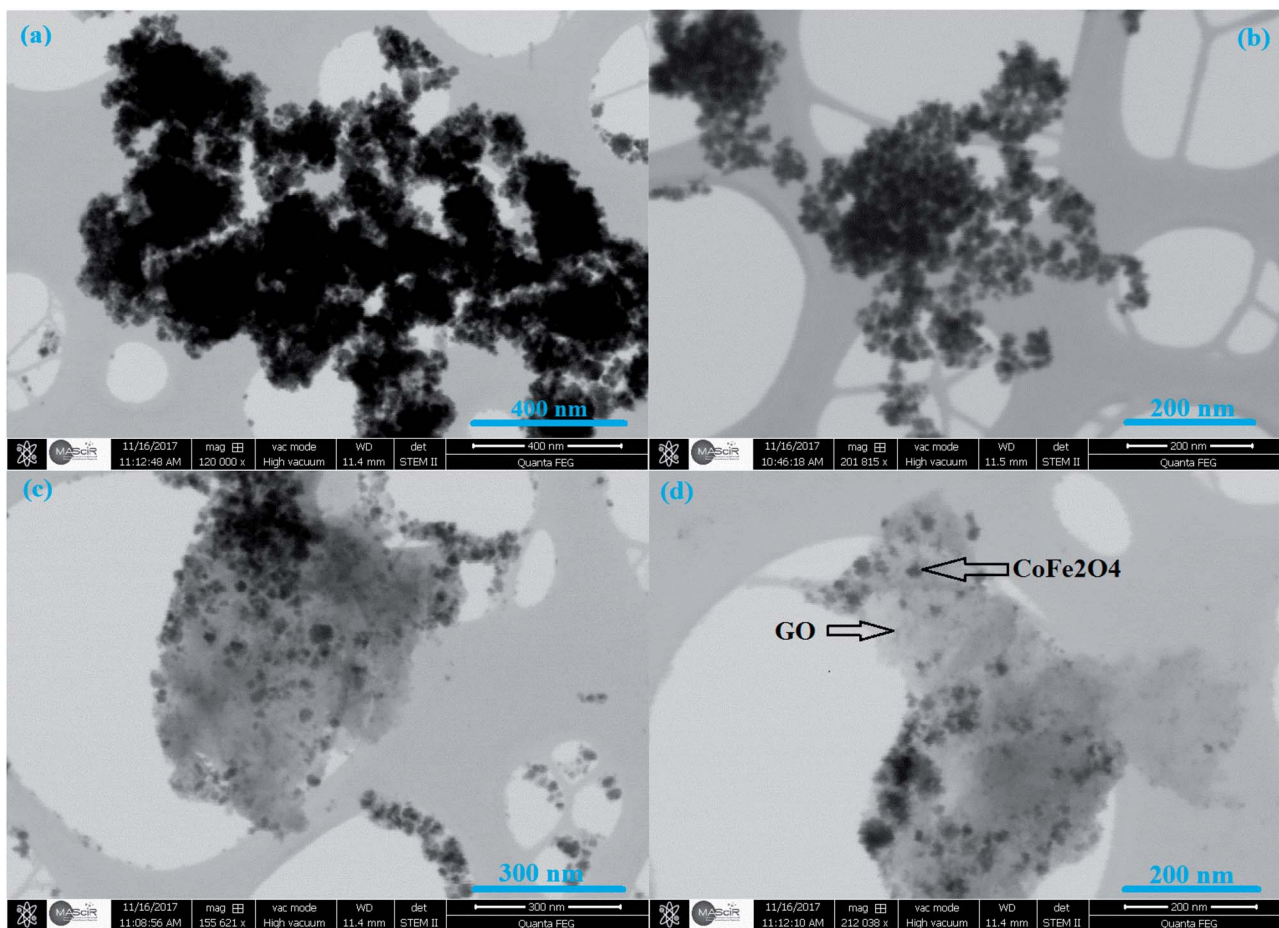 (a)
400 nm
MAScIR
11/16/2017
11:12:48 AM
mag
120 000 x
vac mode
High vacuum
WD
11.4 mm
det
STEM II
400 nm
Quanta FEG
(b)
200 nm
MAScIR
11/16/2017
10:46:18 AM
mag
201 815 x
vac mode
High vacuum
WD
11.5 mm
det
STEM II
200 nm
Quanta FEG
(c)
300 nm
MAScIR
11/16/2017
11:08:56 AM
mag
155 621 x
vac mode
High vacuum
WD
11.4 mm
det
STEM II
300 nm
Quanta FEG
(d)
CoFe2O4
GO
200 nm
MAScIR
11/16/2017
11:12:10 AM
mag
212 038 x
vac mode
High vacuum
WD
11.4 mm
det
STEM II
200 nm
Quanta FEG